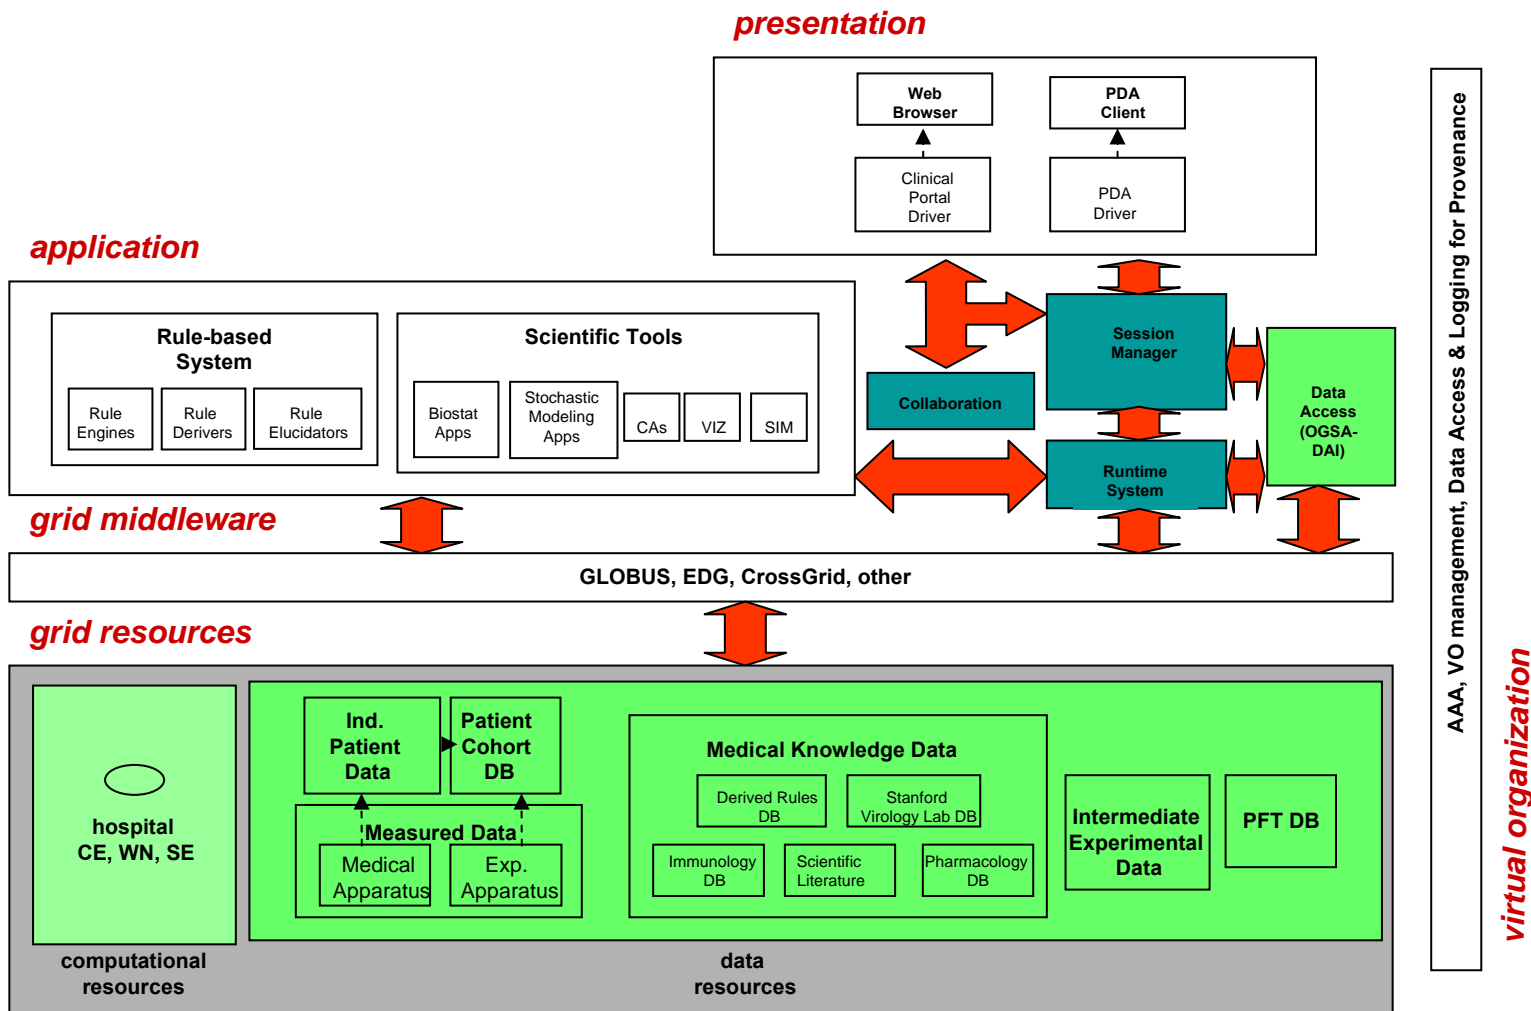 presentation
Web
Browser
PDA
Client
Clinical
Portal
Driver
PDA
Driver
application
Rule-based
System
Rule
Engines
Rule
Derivers
Rule
Elucidators
Scientific Tools
Biostat
Apps
Stochastic
Modeling
Apps
CAs
VIZ
SIM
Collaboration
Session
Manager
Runtime
System
Data
Access
(OGSA-
DAI)
grid middleware
GLOBUS, EDG, CrossGrid, other
grid resources
hospital
CE, WN, SE
computational
resources
Ind.
Patient
Data
Patient
Cohort
DB
Measured Data
Medical
Apparatus
Exp.
Apparatus
Medical Knowledge Data
Derived Rules
DB
Stanford
Virology Lab DB
Immunology
DB
Scientific
Literature
Pharmacology
DB
Intermediate
Experimental
Data
PFT DB
data
resources
AAA, VO management, Data Access & Logging for Provenance
virtual organization